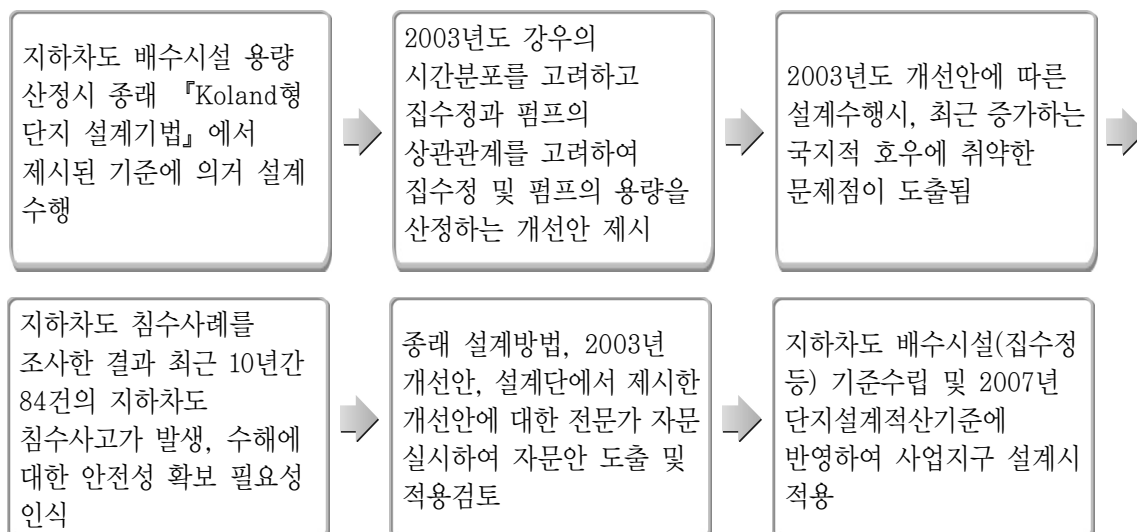 지하차도 배수시설 용량
산정시 종래 『Koland형
단지 설계기법』에서
제시된 기준에 의거 설계
수행
2003년도 강우의
시간분포를 고려하고
집수정과 펌프의
상관관계를 고려하여
집수정 및 펌프의 용량을
산정하는 개선안 제시
2003년도 개선안에 따른
설계수행시, 최근 증가하는
국지적 호우에 취약한
문제점이 도출됨
지하차도 침수사례를
조사한 결과 최근 10년간
84건의 지하차도
침수사고가 발생, 수해에
대한 안전성 확보 필요성
인식
종래 설계방법, 2003년
개선안, 설계단에서 제시한
개선안에 대한 전문가 자문
실시하여 자문안 도출 및
적용검토
지하차도 배수시설(집수정
등) 기준수립 및 2007년
단지설계적산기준에
반영하여 사업지구 설계시
적용